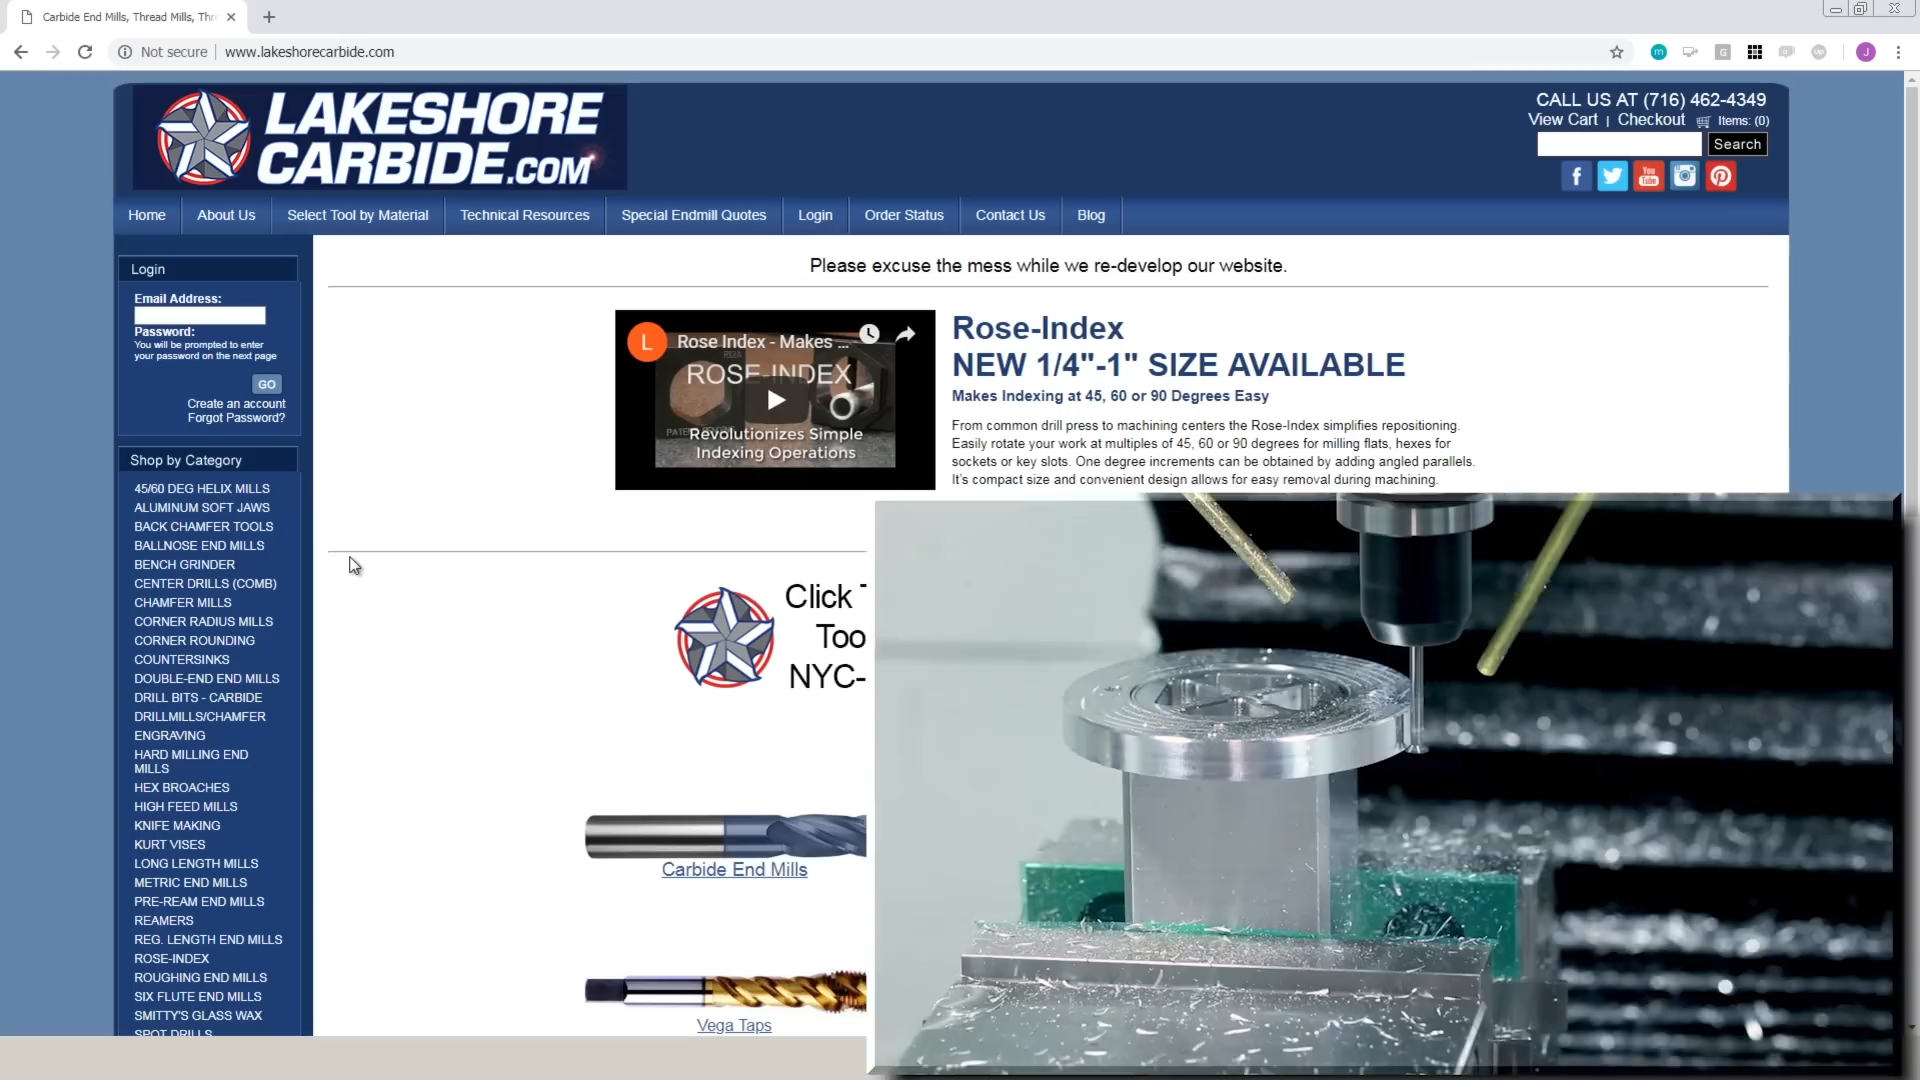 Carbide End Mills, Thread Mills, Thr
Not secure | www.lakeshorecarbide.com
LAKESHORE
CARBIDE.COM
CALL US AT (716) 462-4349
View Cart | Checkout Items: (0)
Search
Home About Us Select Tool by Material Technical Resources Special Endmill Quotes Login Order Status Contact Us Blog
Login
Email Address:
Password:
You will be prompted to enter
your password on the next page
GO
Create an account
Forgot Password?
Shop by Category
45/60 DEG HELIX MILLS
ALUMINUM SOFT JAWS
BACK CHAMFER TOOLS
BALLNOSE END MILLS
BENCH GRINDER
CENTER DRILLS (COMB)
CHAMFER MILLS
CORNER RADIUS MILLS
CORNER ROUNDING
COUNTERSINKS
DOUBLE-END END MILLS
DRILL BITS - CARBIDE
DRILLMILLS/CHAMFER
ENGRAVING
HARD MILLING END
MILLS
HEX BROACHES
HIGH FEED MILLS
KNIFE MAKING
KURT VISES
LONG LENGTH MILLS
METRIC END MILLS
PRE-REAM END MILLS
REAMERS
REG. LENGTH END MILLS
ROSE-INDEX
ROUGHING END MILLS
SIX FLUTE END MILLS
SMITTY'S GLASS WAX
SPOT DRILLS
Please excuse the mess while we re-develop our website.
L Rose Index - Makes ...
ROSE-INDEX
Revolutionizes Simple
Indexing Operations
Rose-Index
NEW 1/4"-1" SIZE AVAILABLE
Makes Indexing at 45, 60 or 90 Degrees Easy
From common drill press to machining centers the Rose-Index simplifies repositioning.
Easily rotate your work at multiples of 45, 60 or 90 degrees for milling flats, hexes for
sockets or key slots. One degree increments can be obtained by adding angled parallels.
It's compact size and convenient design allows for easy removal during machining.
Click
Too
NYC-
Carbide End Mills
Vega Taps